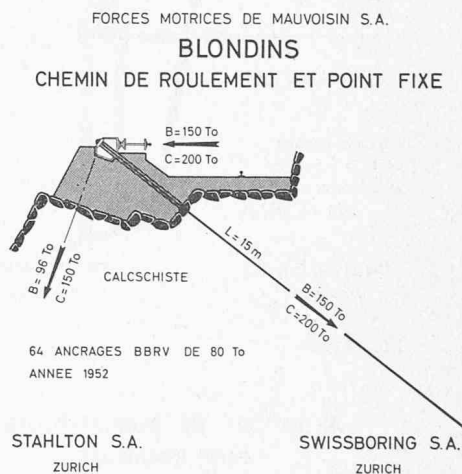 FORCES MOTRICES DE MAUVOISIN S.A.
BLONDINS
CHEMIN DE ROULEMENT ET POINT FIXE
B=150 To
C=200 To
L=15m
B=150 To
C=200 To
B=96 To
C=150 To
CALCSCHISTE
64 ANCRAGES BBRV DE 80 To
ANNEE 1952
STAHLTON S.A.
ZURICH
SWISSBORING S.A.
ZURICH